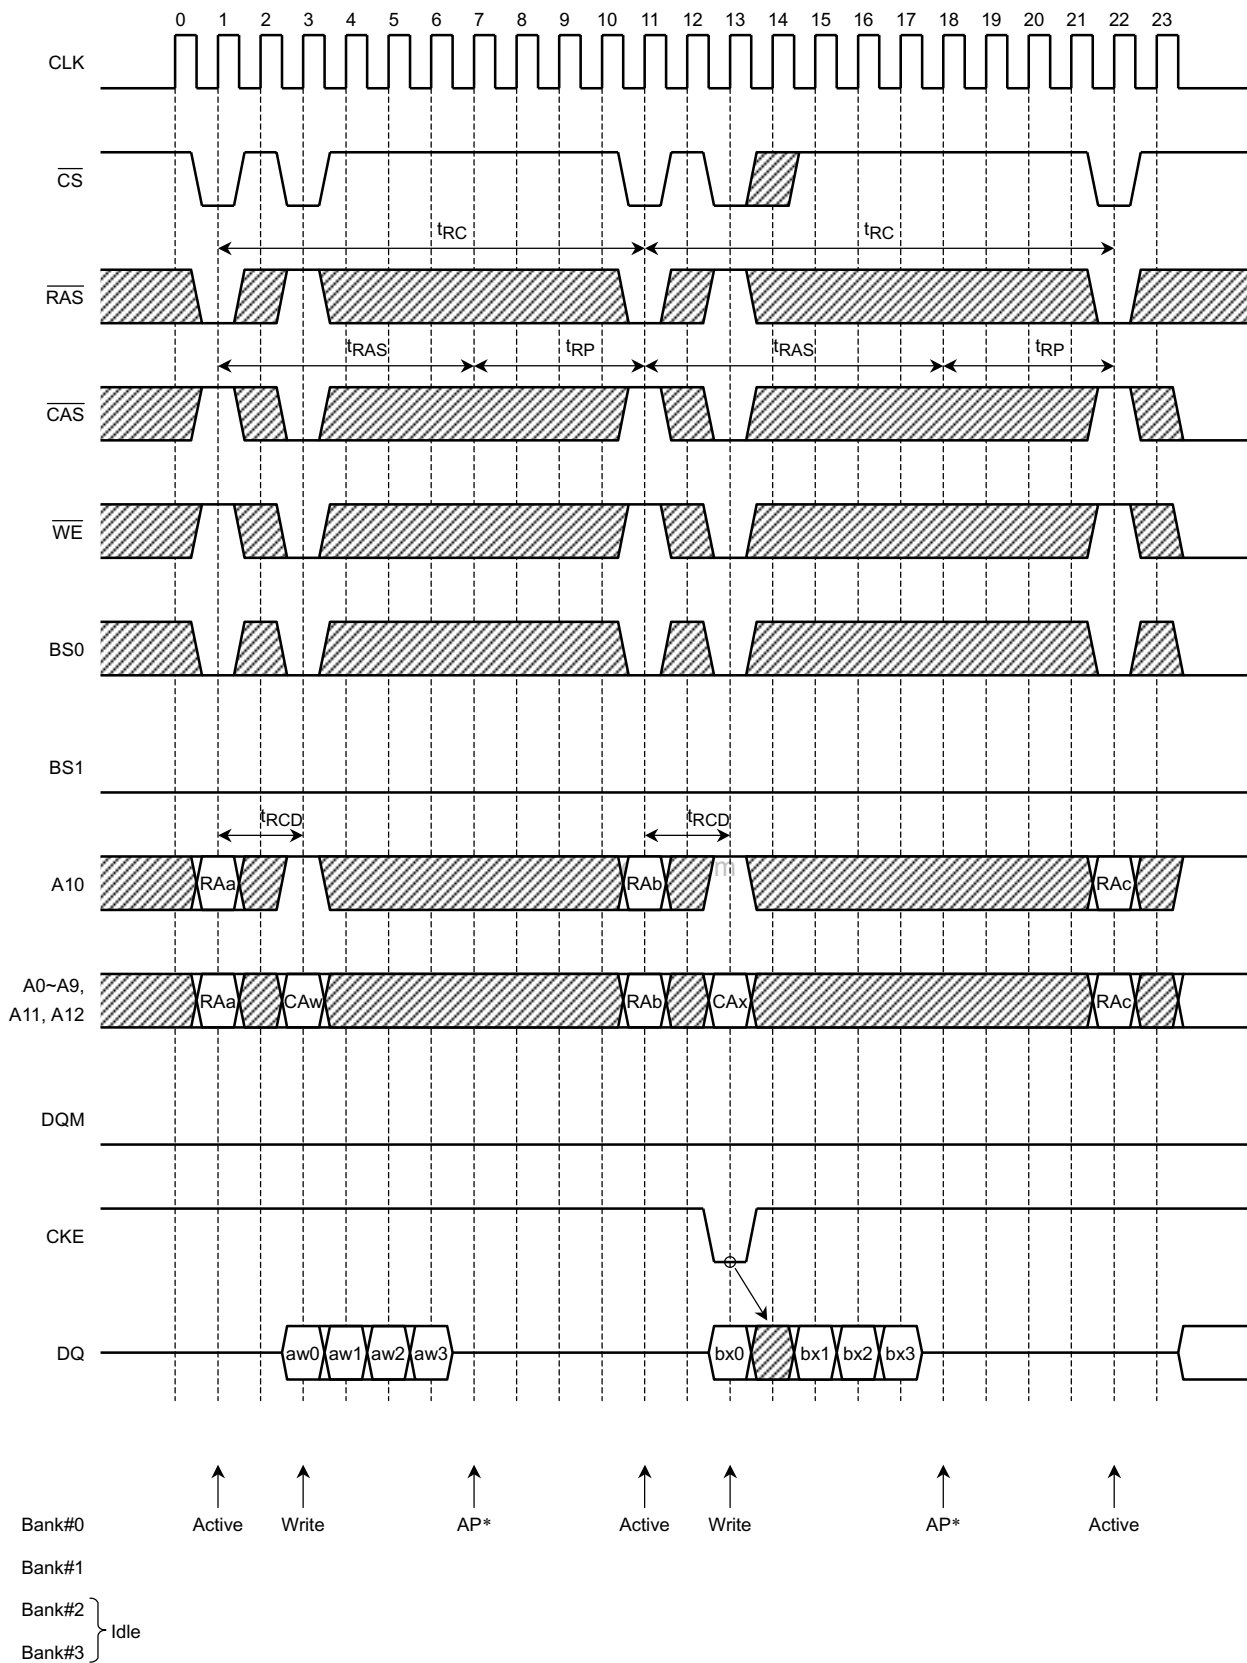 0 1 2 3 4 5 6 7 8 9 10 11 12 13 14 15 16 17 18 19 20 21 22 23
CLK
CS
tRC tRC
RAS
tRAS tRP tRAS tRP
CAS
WE
BS0
BS1
tRCD tRCD
A10 RAa m RAb RAc
A0~A9,
A11, A12
RAa CAw RAb CAx RAc
DQM
CKE
DQ aw0 aw1 aw2 aw3 bx0 bx1 bx2 bx3
Bank#0 Active Write AP* Active Write AP* Active
Bank#1
Bank#2
Idle
Bank#3